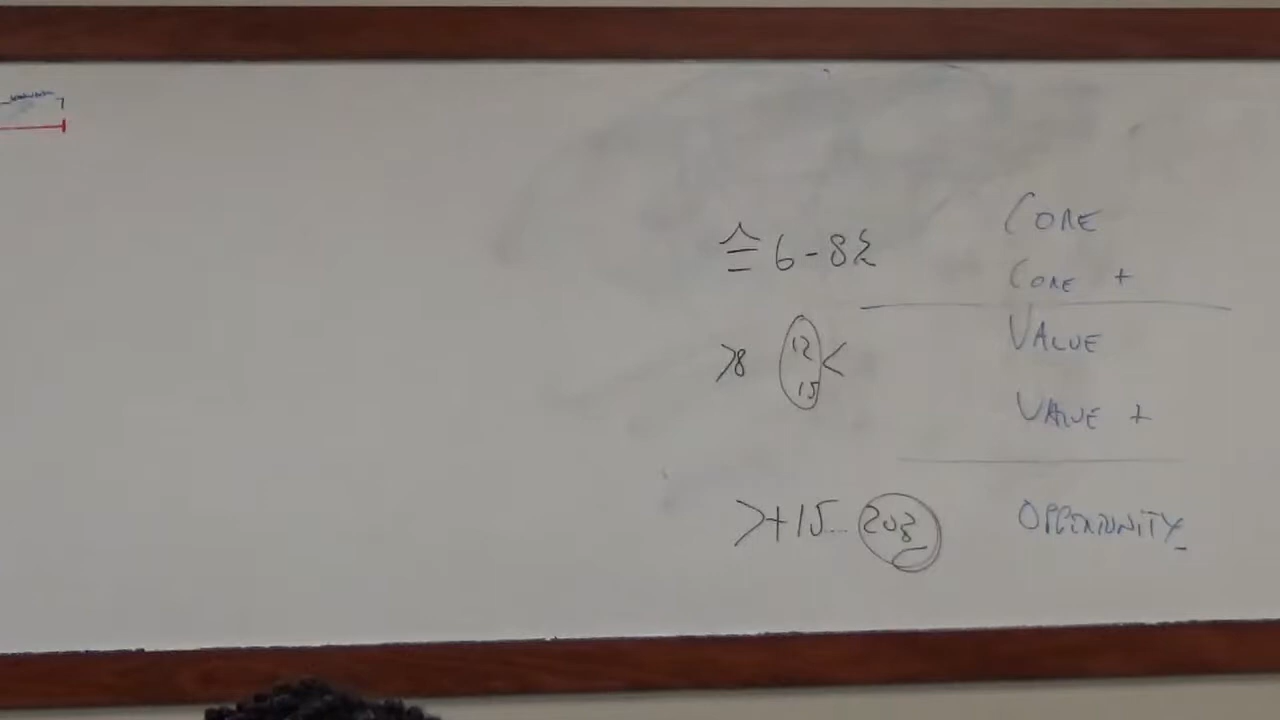 CORE
≙ 6-8%
CORE +
VALUE
>8 12 <
15
VALUE +
>+15... 20%
OPPORTUNITY